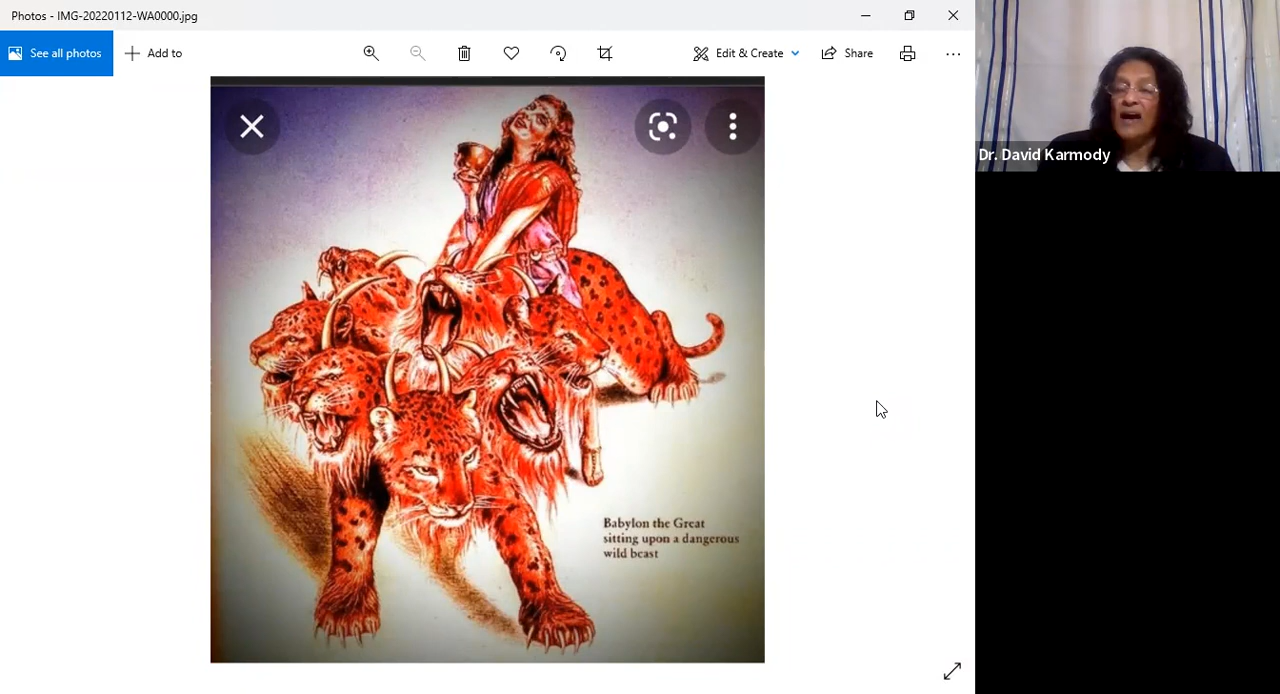 Photos - IMG-20220112-WA0000.jpg
See all photos
Add to
Edit & Create
Share
Dr. David Karmody
Babylon the Great
sitting upon a dangerous
wild beast